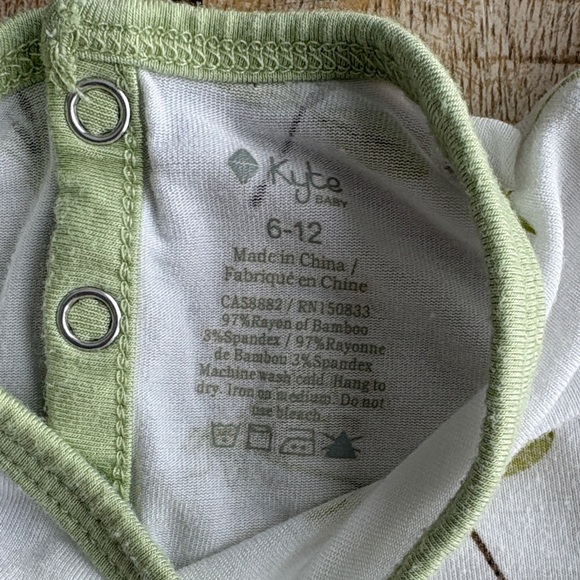 Kyte
BABY
6-12
Made in China /
Fabriqué en Chine
CA58882 / RN150833
97%Rayon of Bamboo
3%Spandex / 97%Rayonne
de Bambou 3%Spandex
Machine wash cold. Hang to
dry. Iron on medium. Do not
use bleach.